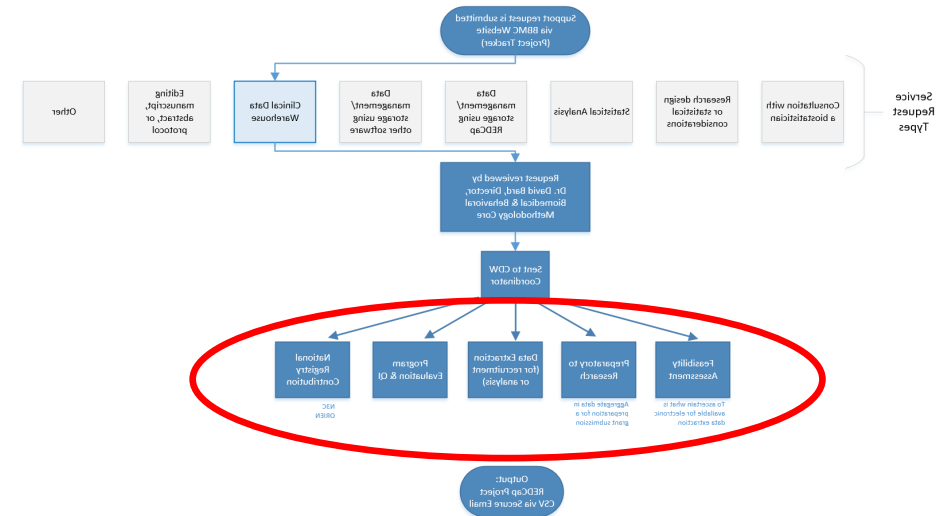 Support request is submitted
via BBMC Website
(Project Tracker)
Service
Request
Types
Consultation with
a biostatistician
Research design
or statistical
considerations
Statistical Analysis
Data
management/
storage using
REDCap
Data
management/
storage using
other software
Clinical Data
Warehouse
Editing
manuscript,
abstract, or
protocol
Other
Request reviewed by
Dr. David Bard, Director,
Biomedical & Behavioral
Methodology Core
Sent to CDW
Coordinator
Feasibility
Assessment
To ascertain what is
available for electronic
data extraction
Preparatory to
Research
Aggregate data in
preparation for a
grant submission
Data Extraction
(for recruitment
or analysis)
Program
Evaluation & QI
National
Registry
Contribution
N3C
ORIEN
Output:
REDCap Project
CSV via Secure Email